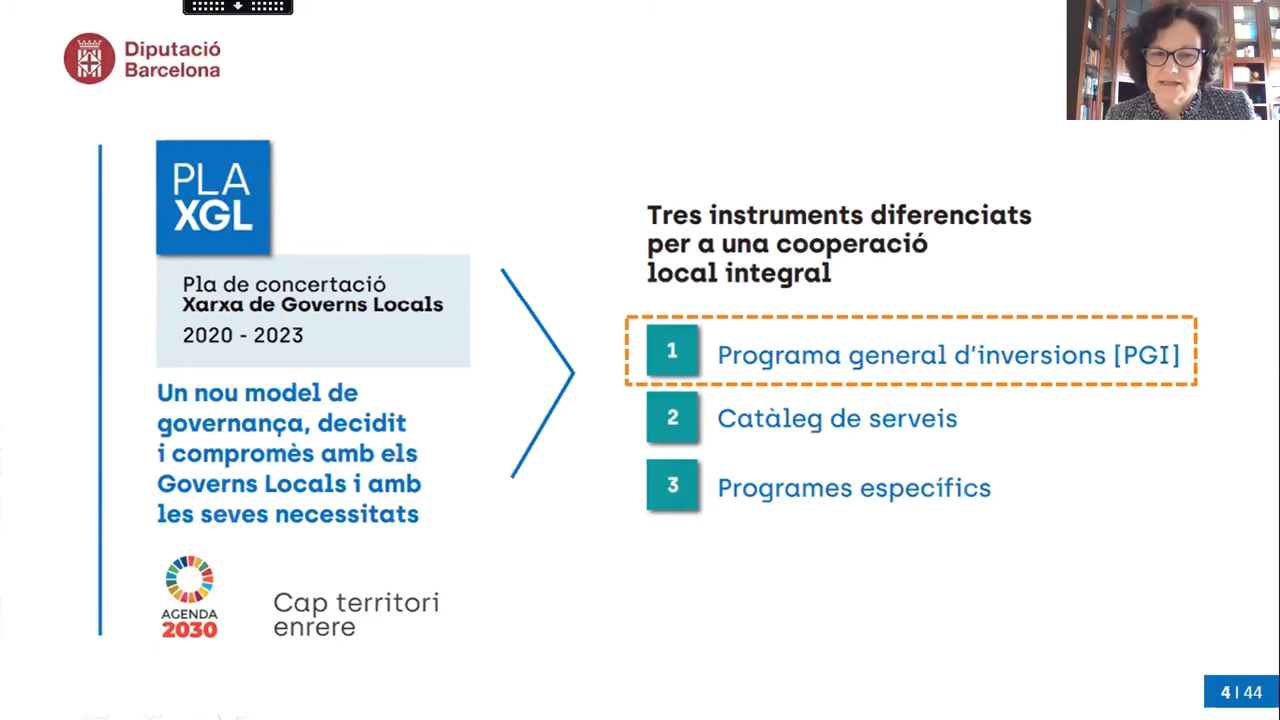 Diputació
Barcelona
PLA
XGL
Pla de concertació
Xarxa de Governs Locals
2020 - 2023
Un nou model de
governança, decidit
i compromès amb els
Governs Locals i amb
les seves necessitats
AGENDA
2030
Cap territori
enrere
Tres instruments diferenciats
per a una cooperació
local integral
1 Programa general d'inversions [PGI]
2 Catàleg de serveis
3 Programes específics
4 | 44